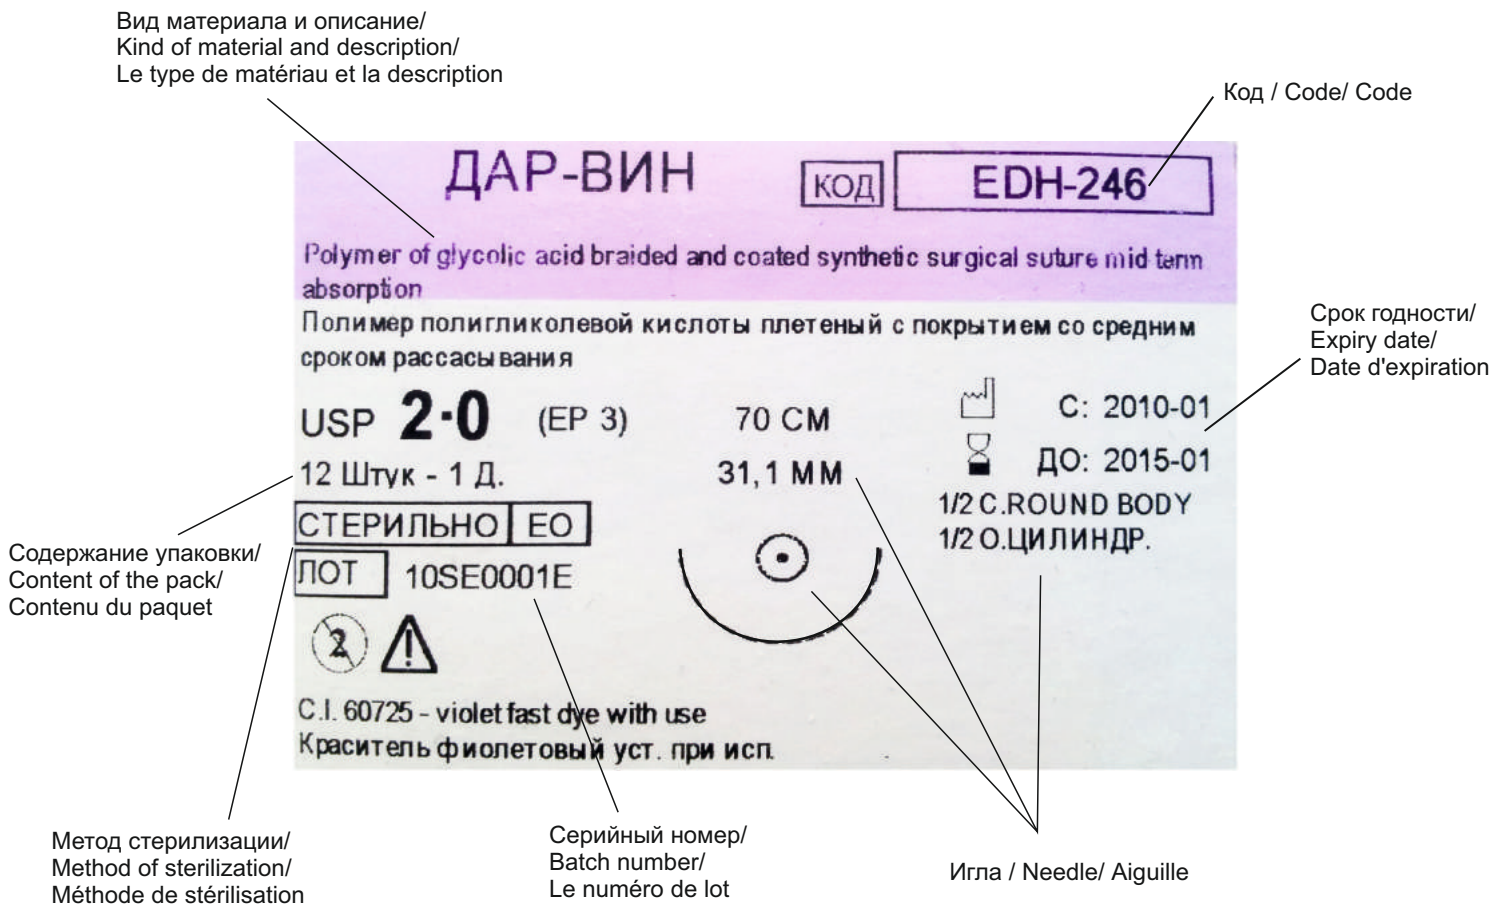 Вид материала и описание/
Kind of material and description/
Le type de matériau et la description
Код / Code/ Code
ДАР-ВИН
КОД
EDH-246
Polymer of glycolic acid braided and coated synthetic surgical suture mid term
absorption
Полимер полигликолевой кислоты плетеный с покрытием со средним
сроком рассасывания
Срок годности/
Expiry date/
Date d'expiration
USP 2-0 (EP 3)
70 СМ
С: 2010-01
12 Штук - 1 Д.
31,1 ММ
ДО: 2015-01
1/2 C.ROUND BODY
1/2 О.ЦИЛИНДР.
СТЕРИЛЬНО EO
ЛОТ 10SE0001E
Содержание упаковки/
Content of the pack/
Contenu du paquet
2
C.I. 60725 - violet fast dye with use
Краситель фиолетовый уст. при исп.
Метод стерилизации/
Method of sterilization/
Méthode de stérilisation
Серийный номер/
Batch number/
Le numéro de lot
Игла / Needle/ Aiguille